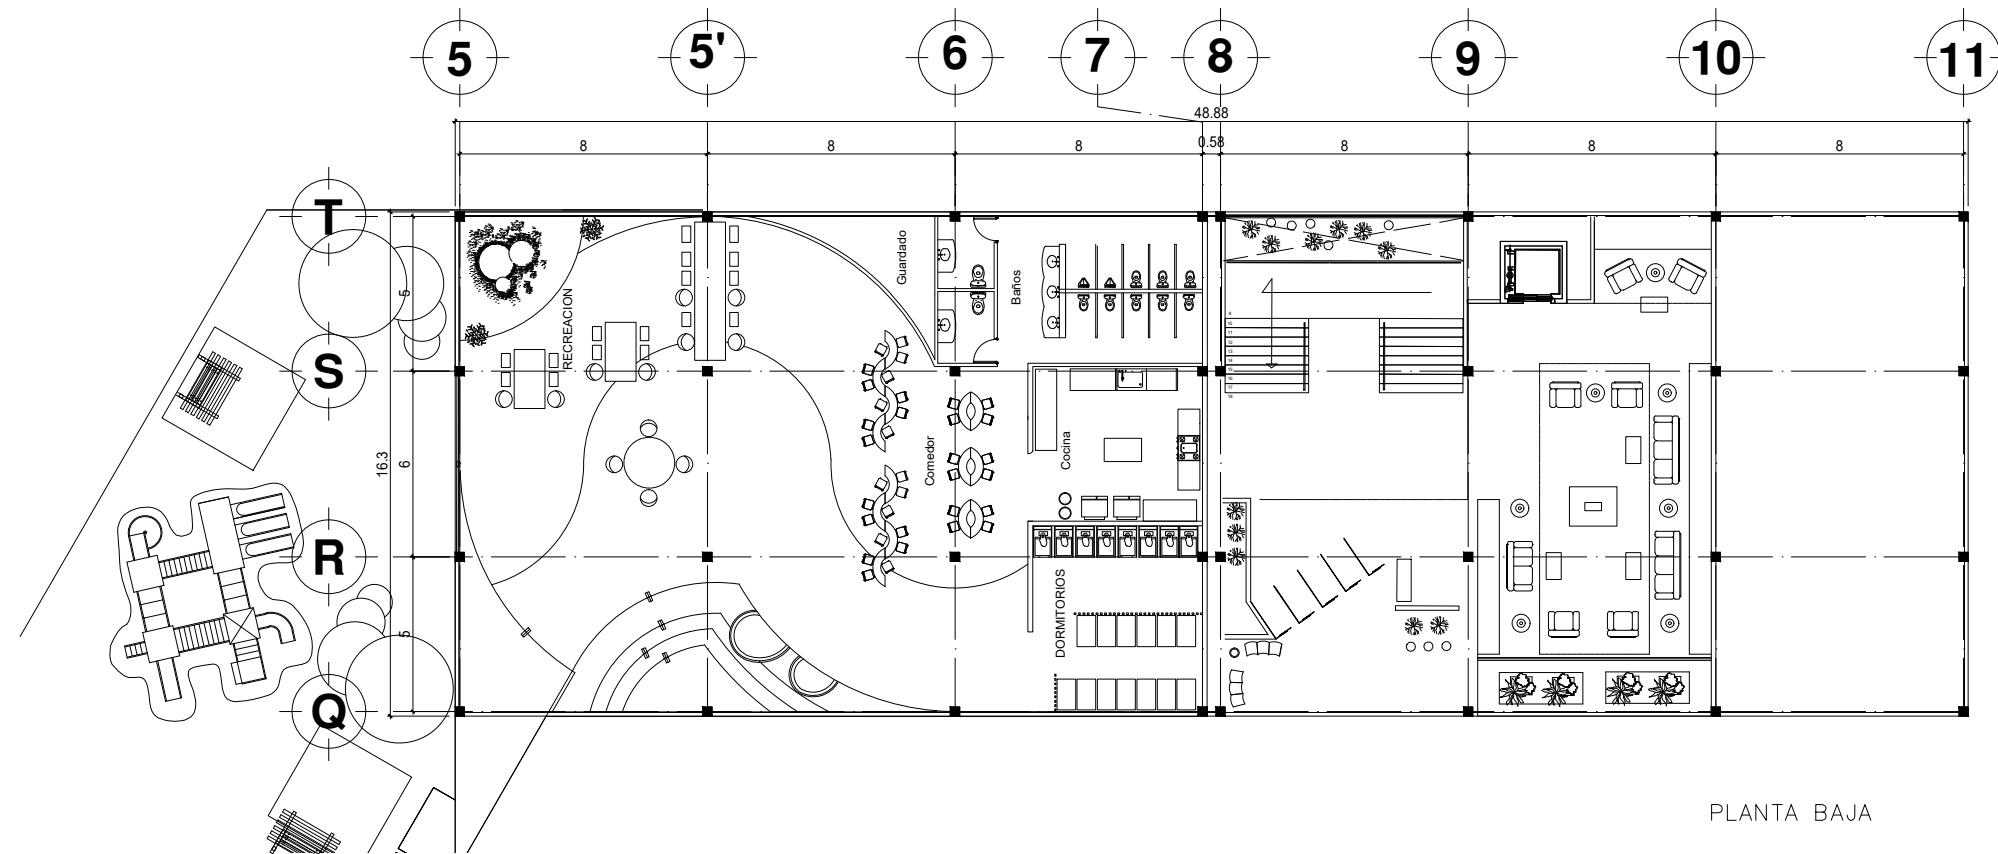 5 5' 6 7 8 9 10 11
48.88
8 8 8 0.58 8 8 8
T
5
S
16.3
6
R
5
Q
RECREACION
Guardado
Baños
Comedor
Cocina
DORMITORIOS
PLANTA BAJA